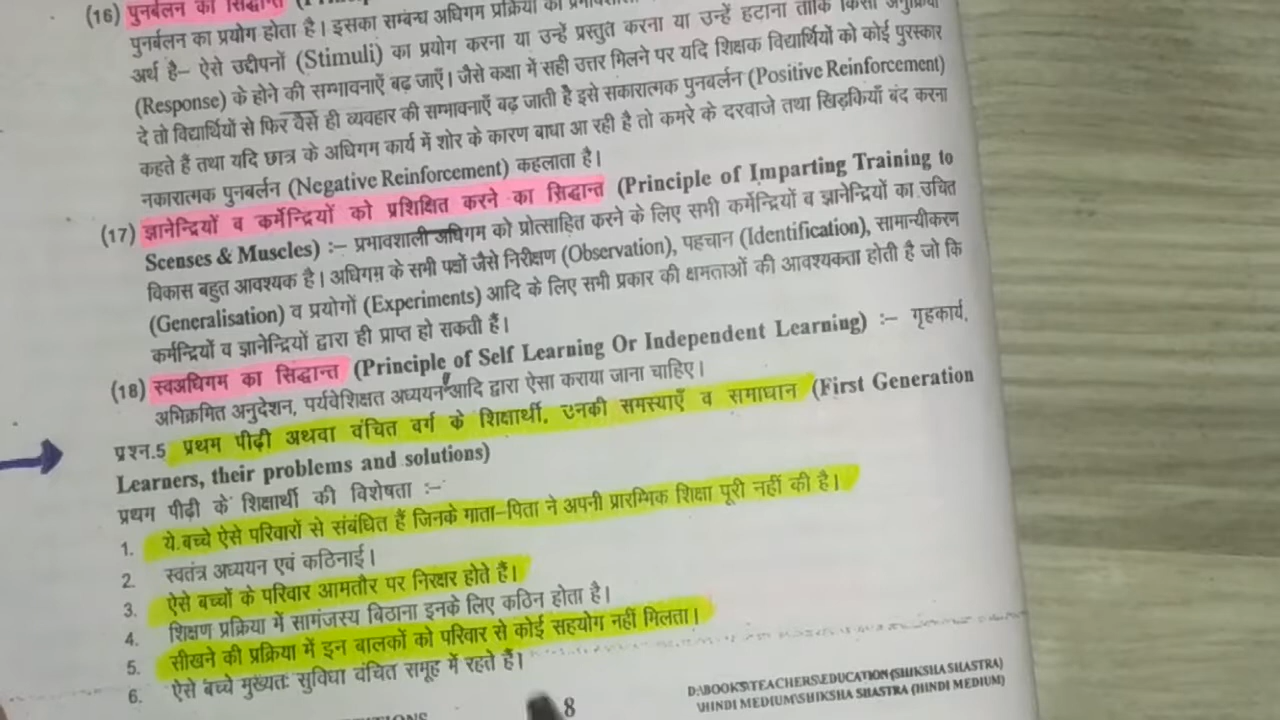 (16) पुनर्बलन का सिद्धान्त
पुनर्बलन का प्रयोग होता है। इसका सम्बन्ध अधिगम प्रक्रिया को
अर्थ है– ऐसे उद्दीपनों (Stimuli) का प्रयोग करना या उन्हें प्रस्तुत करना या उन्हें हटाना ताकि किसी अनुक्रिया
(Response) के होने की सम्भावनाएँ बढ़ जाएँ। जैसे कक्षा में सही उत्तर मिलने पर यदि शिक्षक विद्यार्थियों को कोई पुरस्कार
दे तो विद्यार्थियों से फिर वैसे ही व्यवहार की सम्भावनाएँ बढ़ जाती है इसे सकारात्मक पुनबर्लन (Positive Reinforcement)
कहते हैं तथा यदि छात्र के अधिगम कार्य में शोर के कारण बाधा आ रही है तो कमरे के दरवाजे तथा खिड़कियाँ बंद करना
नकारात्मक पुनबर्लन (Negative Reinforcement) कहलाता है।
(17) ज्ञानेन्द्रियों व कर्मेन्द्रियों को प्रशिक्षित करने का सिद्धान्त (Principle of Imparting Training to
Scenses & Muscles) :– प्रभावशाली अधिगम को प्रोत्साहित करने के लिए सभी कर्मेन्द्रियों व ज्ञानेन्द्रियों का उचित
विकास बहुत आवश्यक है। अधिगम के सभी पक्षों जैसे निरीक्षण (Observation), पहचान (Identification), सामान्यीकरण
(Generalisation) व प्रयोगों (Experiments) आदि के लिए सभी प्रकार की क्षमताओं की आवश्यकता होती है जो कि
कर्मन्द्रियों व ज्ञानेन्द्रियों द्वारा ही प्राप्त हो सकती हैं।
(18) स्वअधिगम का सिद्धान्त (Principle of Self Learning Or Independent Learning) :– गृहकार्य,
अभिक्रमित अनुदेशन, पर्यवेशिक्षत अध्ययन आदि द्वारा ऐसा कराया जाना चाहिए।
प्रश्न.5 प्रथम पीढ़ी अथवा वंचित वर्ग के शिक्षार्थी, उनकी समस्याएँ व समाधान (First Generation
Learners, their problems and solutions)
प्रथम पीढ़ी के शिक्षार्थी की विशेषता :–
1. ये बच्चे ऐसे परिवारों से संबंधित हैं जिनके माता–पिता ने अपनी प्रारम्भिक शिक्षा पूरी नहीं की है।
2. स्वतंत्र अध्ययन एवं कठिनाई।
3. ऐसे बच्चों के परिवार आमतौर पर निरक्षर होते हैं।
4. शिक्षण प्रक्रिया में सामंजस्य बिठाना इनके लिए कठिन होता है।
5. सीखने की प्रक्रिया में इन बालकों को परिवार से कोई सहयोग नहीं मिलता।
6. ऐसे बच्चे मुख्यतः सुविधा वंचित समूह में रहते हैं।
8
D:\BOOKS\TEACHERS\EDUCATION (SHIKSHA SHASTRA)
\HINDI MEDIUM\SHIKSHA SHASTRA (HINDI MEDIUM)